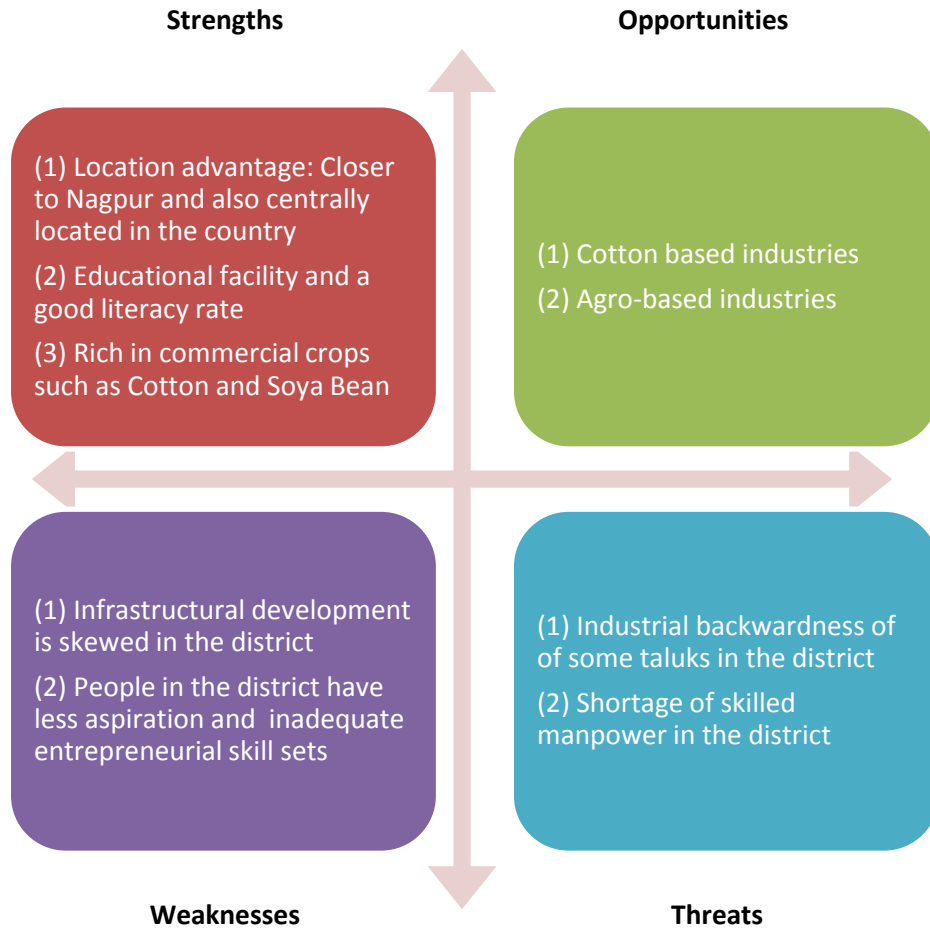 Strengths
Opportunities
(1) Location advantage: Closer
to Nagpur and also centrally
located in the country
(2) Educational facility and a
good literacy rate
(3) Rich in commercial crops
such as Cotton and Soya Bean
(1) Cotton based industries
(2) Agro-based industries
(1) Infrastructural development
is skewed in the district
(2) People in the district have
less aspiration and inadequate
entrepreneurial skill sets
(1) Industrial backwardness of
of some taluks in the district
(2) Shortage of skilled
manpower in the district
Weaknesses
Threats